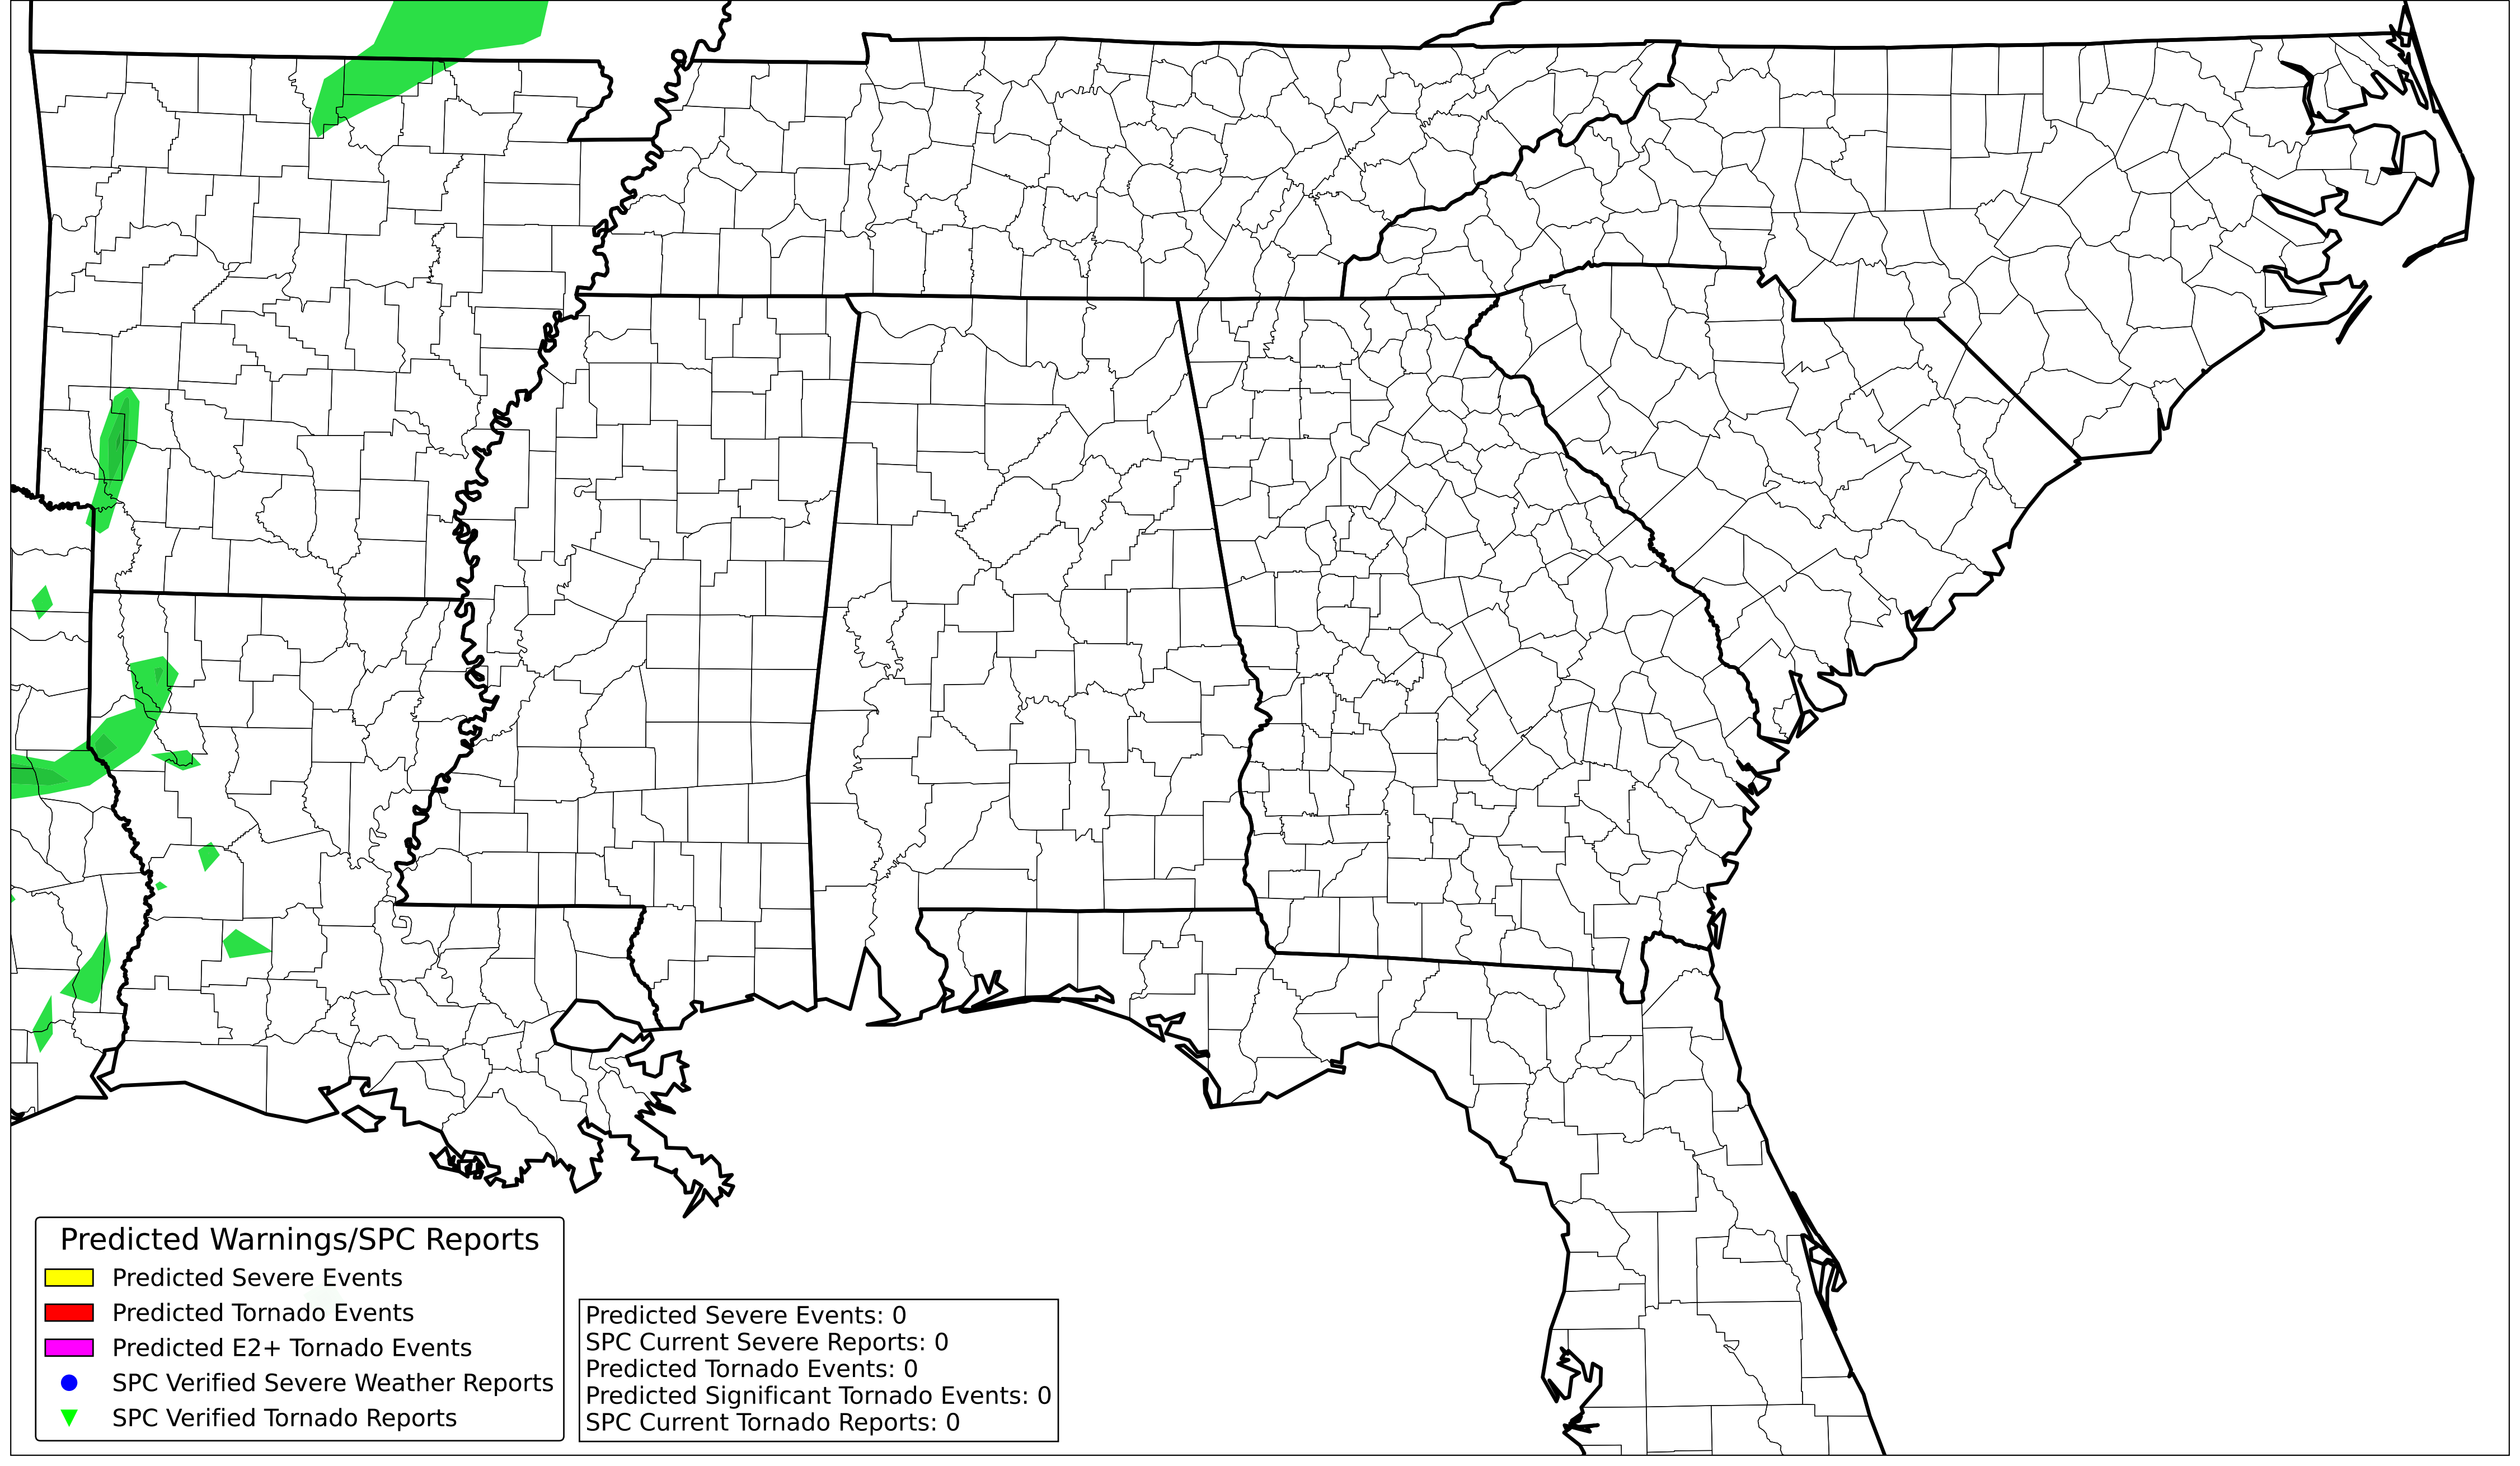 Predicted Warnings/SPC Reports
Predicted Severe Events
Predicted Tornado Events
Predicted E2+ Tornado Events
SPC Verified Severe Weather Reports
SPC Verified Tornado Reports
Predicted Severe Events: 0
SPC Current Severe Reports: 0
Predicted Tornado Events: 0
Predicted Significant Tornado Events: 0
SPC Current Tornado Reports: 0